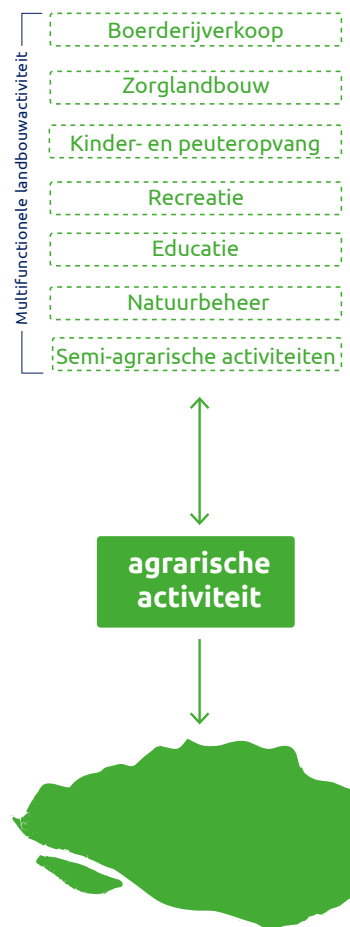 Multifunctionele landbouwactiviteit
Boerderijverkoop
Zorglandbouw
Kinder- en peuteropvang
Recreatie
Educatie
Natuurbeheer
Semi-agrarische activiteiten
agrarische
activiteit